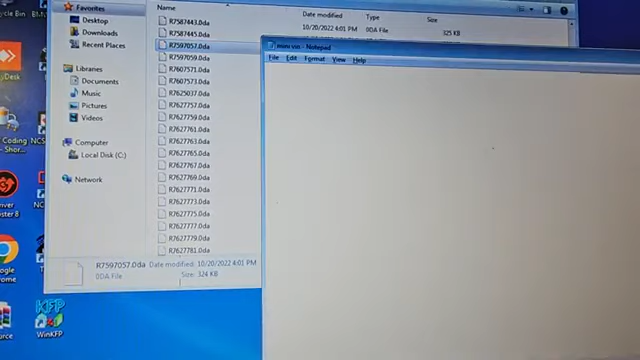 Favorites
Desktop
Downloads
Recent Places
Libraries
Documents
Music
Pictures
Videos
Computer
Local Disk (C:)
Network
Name
Date modified
Type
Size
R7587443.0da
10/20/2022 4:01 PM
0DA File
325 KB
R7587445.0da
R7597057.0da
R7597059.0da
R7607571.0da
R7607573.0da
R7625037.0da
R7627757.0da
R7627759.0da
R7627761.0da
R7627763.0da
R7627765.0da
R7627767.0da
R7627769.0da
R7627771.0da
R7627773.0da
R7627775.0da
R7627777.0da
R7627779.0da
R7627781.0da
R7597057.0da Date modified: 10/20/2022 4:01 PM
0DA File
Size: 324 KB
mini vin - Notepad
File Edit Format View Help
Coding
NCS
KFP
WinKFP